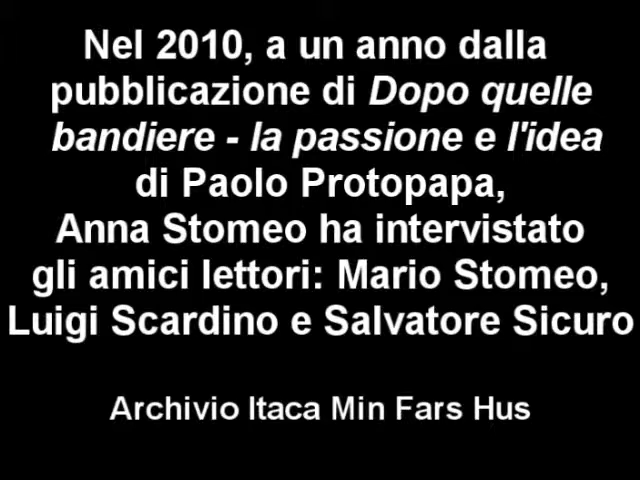 Nel 2010, a un anno dalla
pubblicazione di Dopo quelle
bandiere - la passione e l'idea
di Paolo Protopapa,
Anna Stomeo ha intervistato
gli amici lettori: Mario Stomeo,
Luigi Scardino e Salvatore Sicuro
Archivio Itaca Min Fars Hus